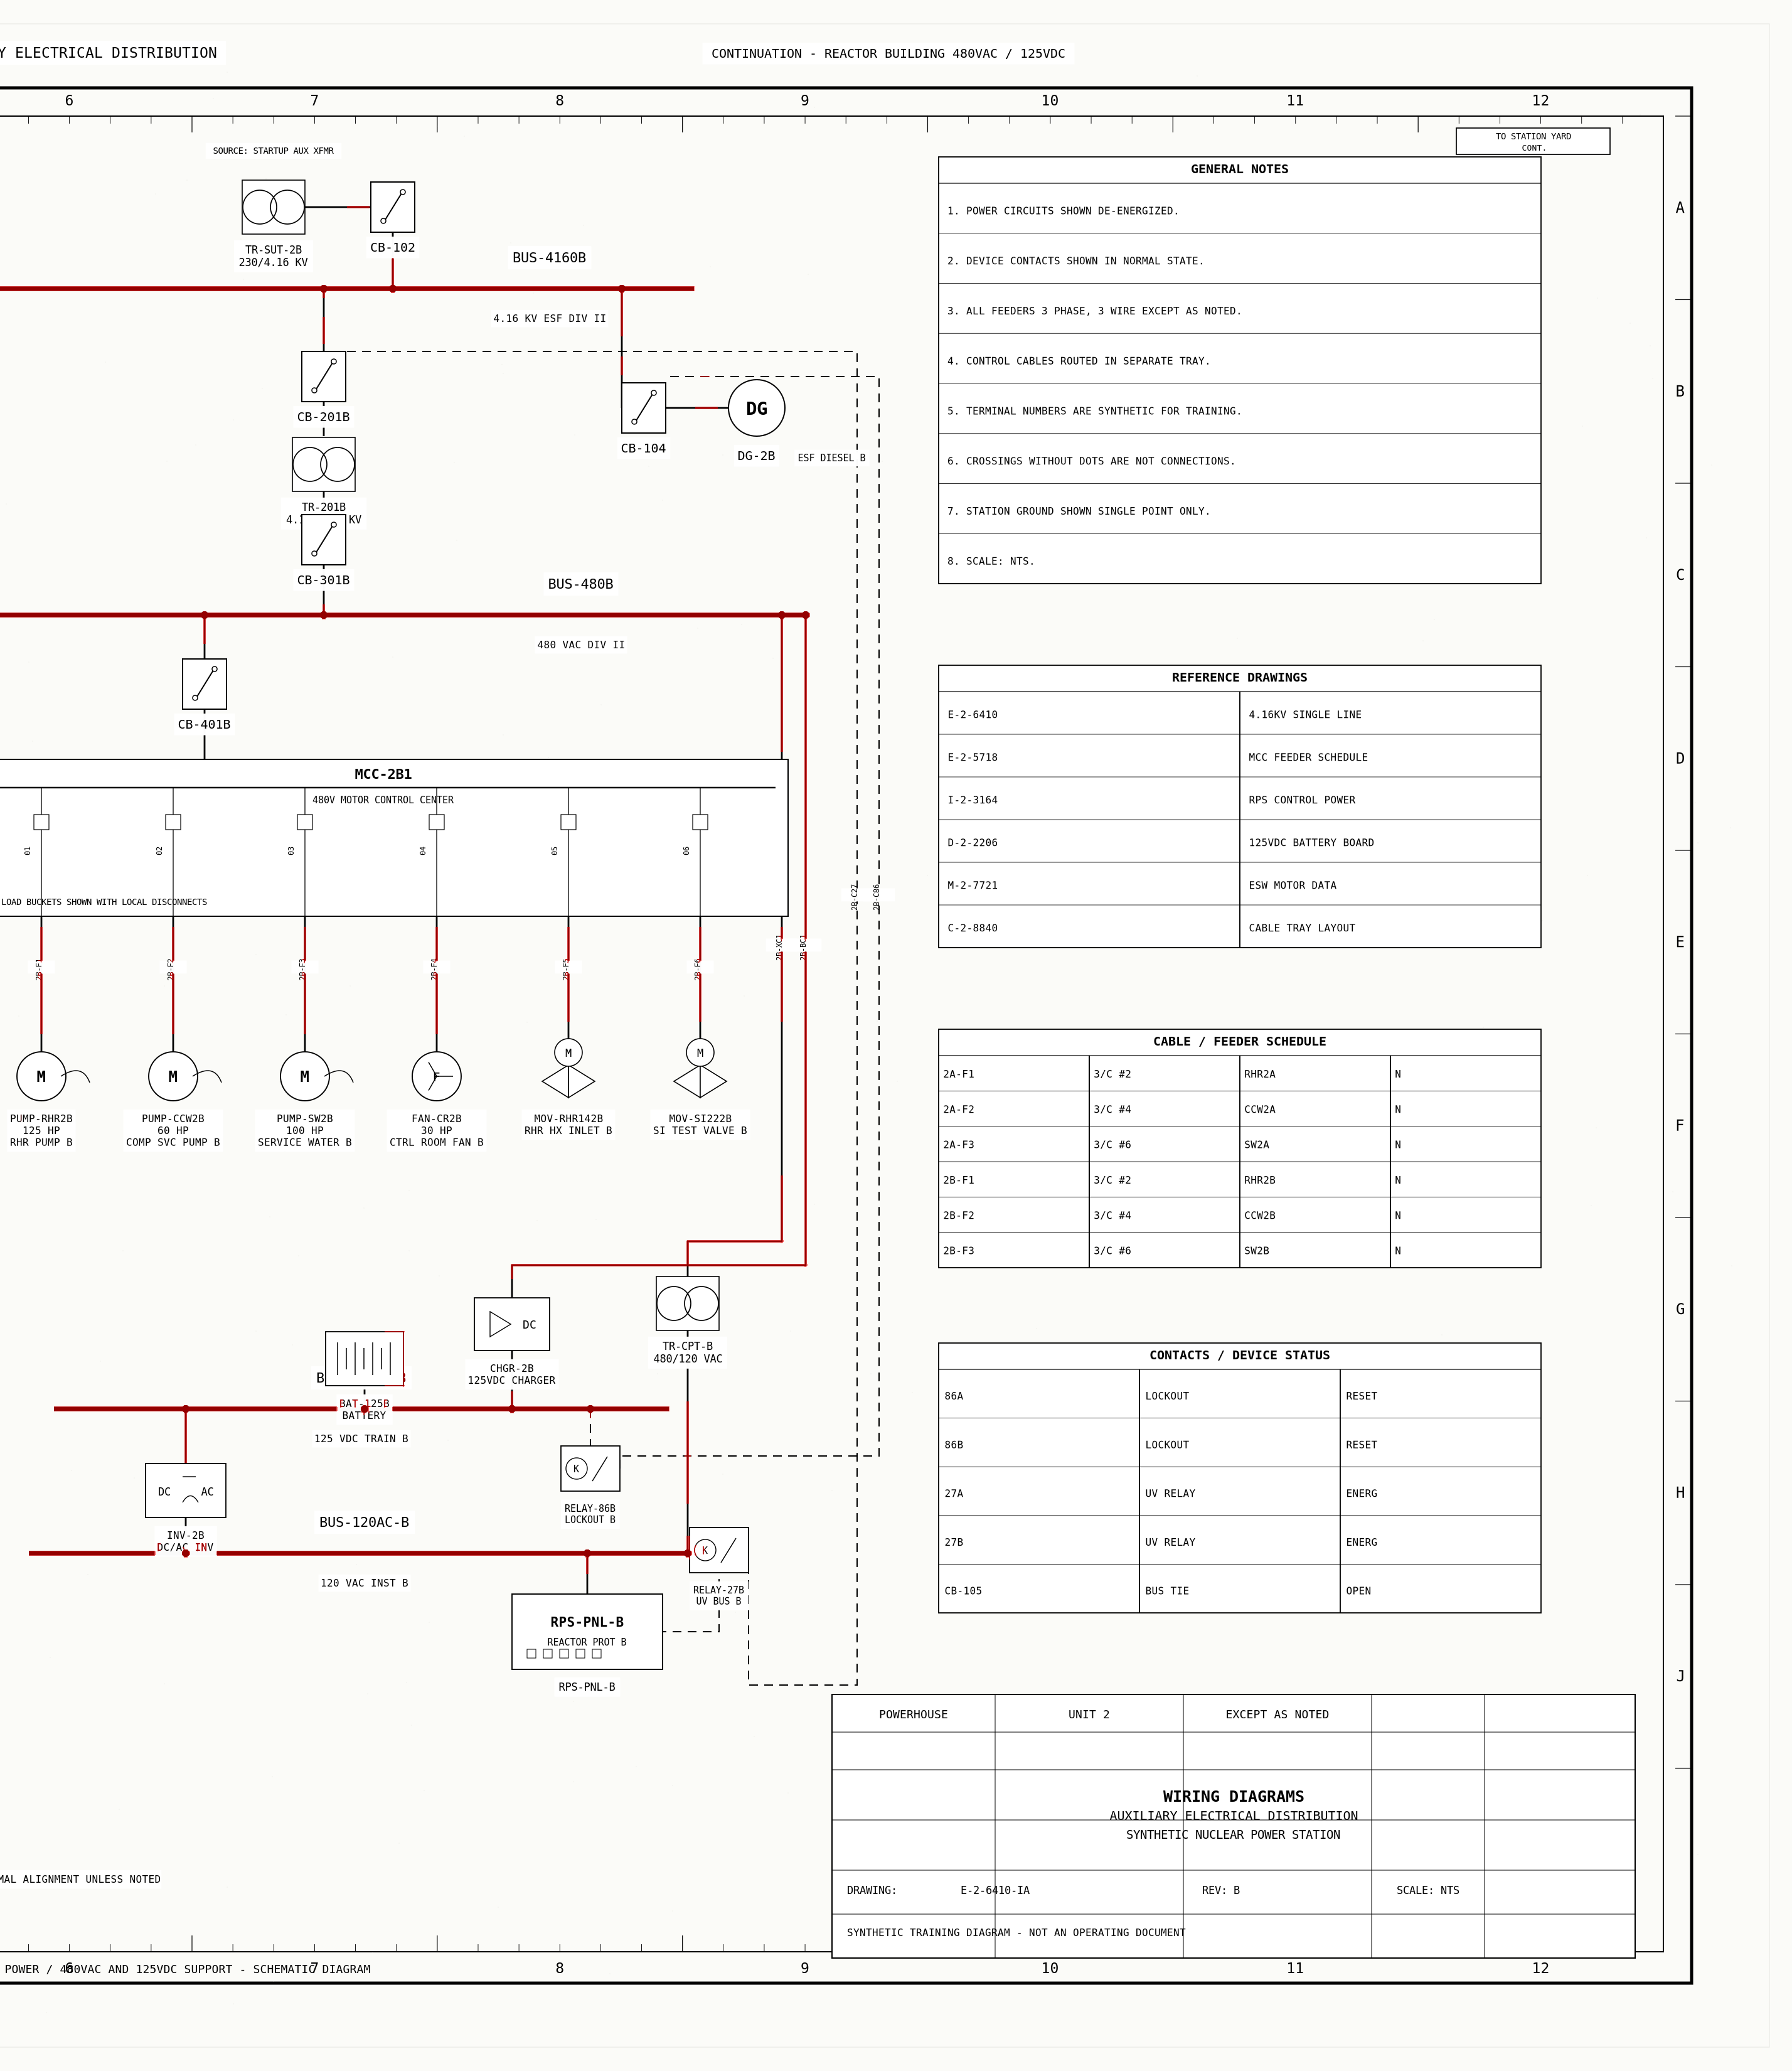 Y ELECTRICAL DISTRIBUTION
CONTINUATION - REACTOR BUILDING 480VAC / 125VDC
6 7 8 9 10 11 12
TO STATION YARD
CONT.
SOURCE: STARTUP AUX XFMR
TR-SUT-2B
230/4.16 KV
CB-102
BUS-4160B
4.16 KV ESF DIV II
CB-201B
CB-104
DG
DG-2B
ESF DIESEL B
TR-201B
KV
CB-301B
BUS-480B
480 VAC DIV II
CB-401B
MCC-2B1
480V MOTOR CONTROL CENTER
01
02
03
04
05
06
LOAD BUCKETS SHOWN WITH LOCAL DISCONNECTS
2B-C27
2B-C86
2B-XC1
2B-BC1
2B-F1
2B-F2
2B-F3
2B-F4
2B-F5
2B-F6
M
M
M
F
M
M
PUMP-RHR2B
125 HP
RHR PUMP B
PUMP-CCW2B
60 HP
COMP SVC PUMP B
PUMP-SW2B
100 HP
SERVICE WATER B
FAN-CR2B
30 HP
CTRL ROOM FAN B
MOV-RHR142B
RHR HX INLET B
MOV-SI222B
SI TEST VALVE B
DC
CHGR-2B
125VDC CHARGER
TR-CPT-B
480/120 VAC
BAT-125B
BATTERY
125 VDC TRAIN B
K
RELAY-86B
LOCKOUT B
DC AC
INV-2B
DC/AC INV
BUS-120AC-B
120 VAC INST B
K
RELAY-27B
UV BUS B
RPS-PNL-B
REACTOR PROT B
RPS-PNL-B
GENERAL NOTES
1. POWER CIRCUITS SHOWN DE-ENERGIZED.
2. DEVICE CONTACTS SHOWN IN NORMAL STATE.
3. ALL FEEDERS 3 PHASE, 3 WIRE EXCEPT AS NOTED.
4. CONTROL CABLES ROUTED IN SEPARATE TRAY.
5. TERMINAL NUMBERS ARE SYNTHETIC FOR TRAINING.
6. CROSSINGS WITHOUT DOTS ARE NOT CONNECTIONS.
7. STATION GROUND SHOWN SINGLE POINT ONLY.
8. SCALE: NTS.
REFERENCE DRAWINGS
E-2-6410 4.16KV SINGLE LINE
E-2-5718 MCC FEEDER SCHEDULE
I-2-3164 RPS CONTROL POWER
D-2-2206 125VDC BATTERY BOARD
M-2-7721 ESW MOTOR DATA
C-2-8840 CABLE TRAY LAYOUT
CABLE / FEEDER SCHEDULE
2A-F1 3/C #2 RHR2A N
2A-F2 3/C #4 CCW2A N
2A-F3 3/C #6 SW2A N
2B-F1 3/C #2 RHR2B N
2B-F2 3/C #4 CCW2B N
2B-F3 3/C #6 SW2B N
CONTACTS / DEVICE STATUS
86A LOCKOUT RESET
86B LOCKOUT RESET
27A UV RELAY ENERG
27B UV RELAY ENERG
CB-105 BUS TIE OPEN
A
B
C
D
E
F
G
H
J
POWERHOUSE UNIT 2 EXCEPT AS NOTED
WIRING DIAGRAMS
AUXILIARY ELECTRICAL DISTRIBUTION
SYNTHETIC NUCLEAR POWER STATION
DRAWING: E-2-6410-IA REV: B SCALE: NTS
SYNTHETIC TRAINING DIAGRAM - NOT AN OPERATING DOCUMENT
MAL ALIGNMENT UNLESS NOTED
POWER / 480VAC AND 125VDC SUPPORT - SCHEMATIC DIAGRAM
6 7 8 9 10 11 12